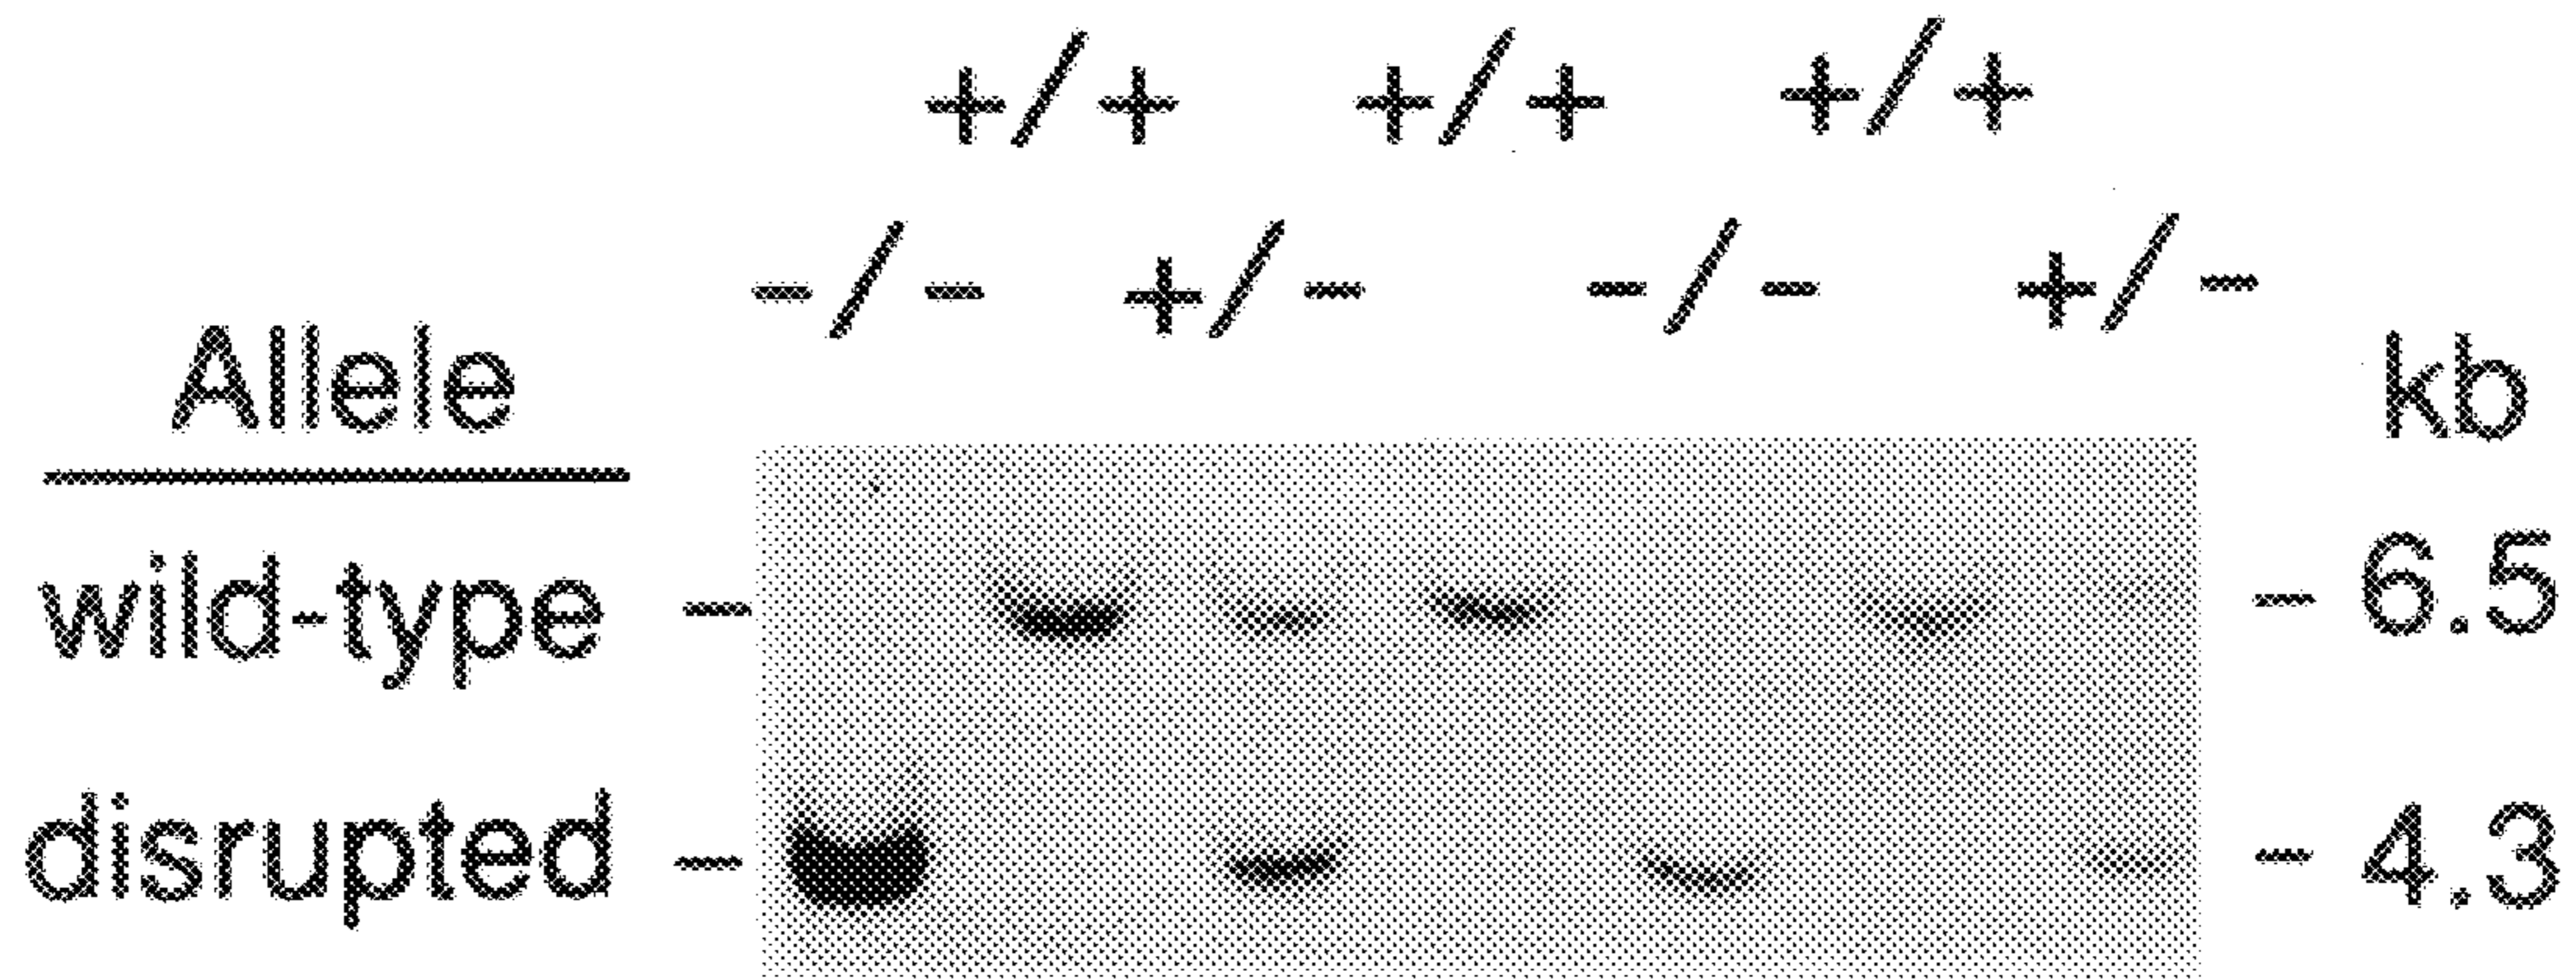 +/+ +/+ +/+
-/- +/- -/- +/-
Allele kb
wild-type - - 6.5
disrupted - - 4.3